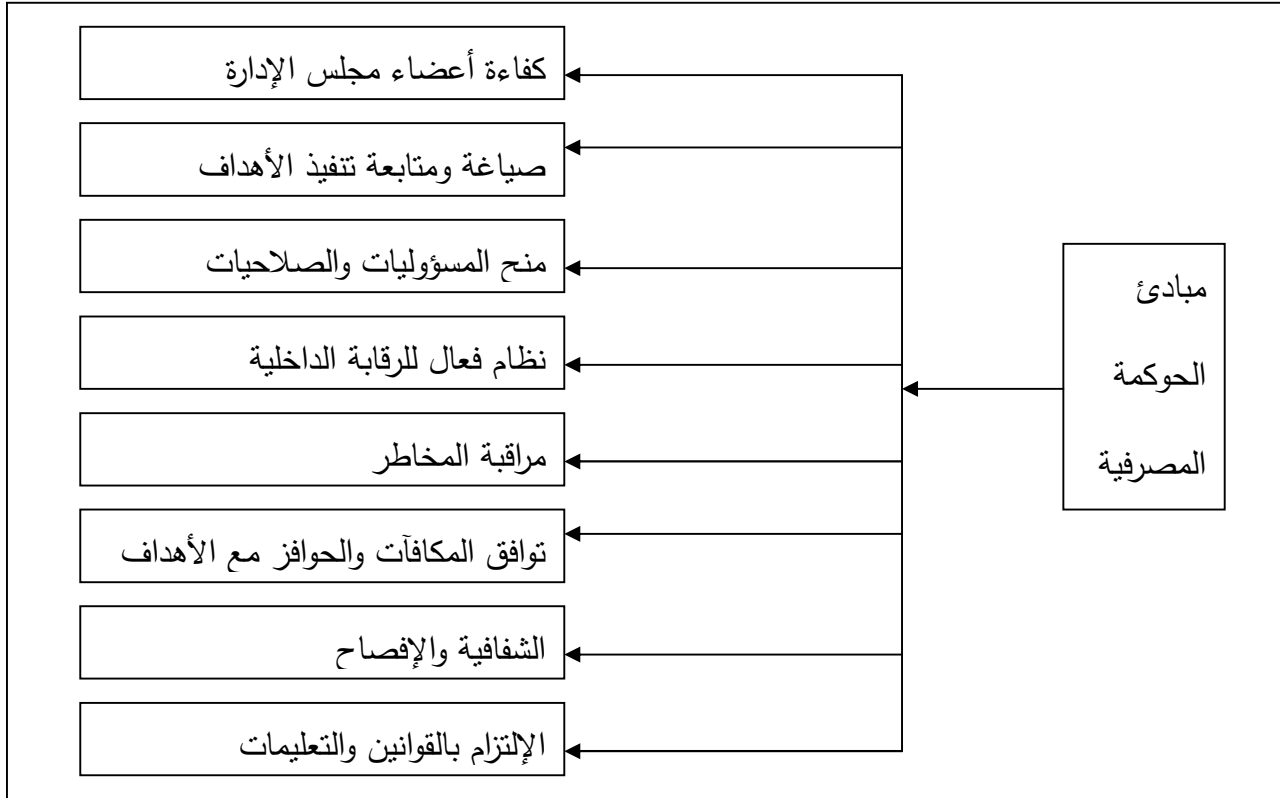 مبادئ
الحوكمة
المصرفية
كفاءة أعضاء مجلس الإدارة
صياغة ومتابعة تنفيذ الأهداف
منح المسؤوليات والصلاحيات
نظام فعال للرقابة الداخلية
مراقبة المخاطر
توافق المكافآت والحوافز مع الأهداف
الشفافية والإفصاح
الإلتزام بالقوانين والتعليمات